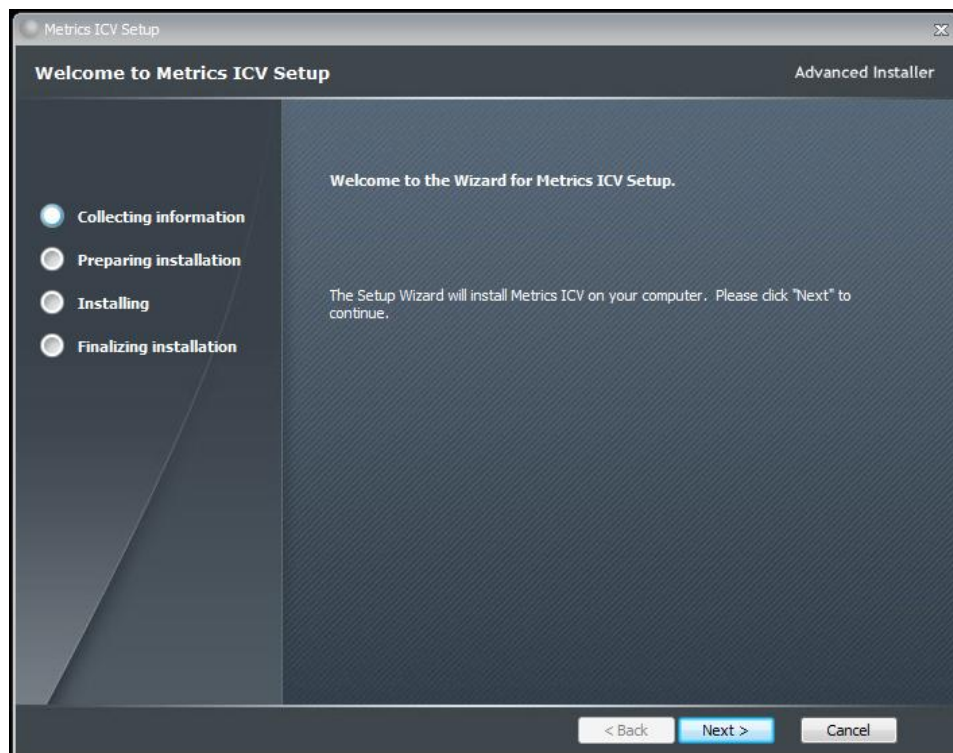 Metrics ICV Setup
Welcome to Metrics ICV Setup
Advanced Installer
Collecting information
Preparing installation
Installing
Finalizing installation
Welcome to the Wizard for Metrics ICV Setup.
The Setup Wizard will install Metrics ICV on your computer.  Please click "Next" to
continue.
< Back
Next >
Cancel